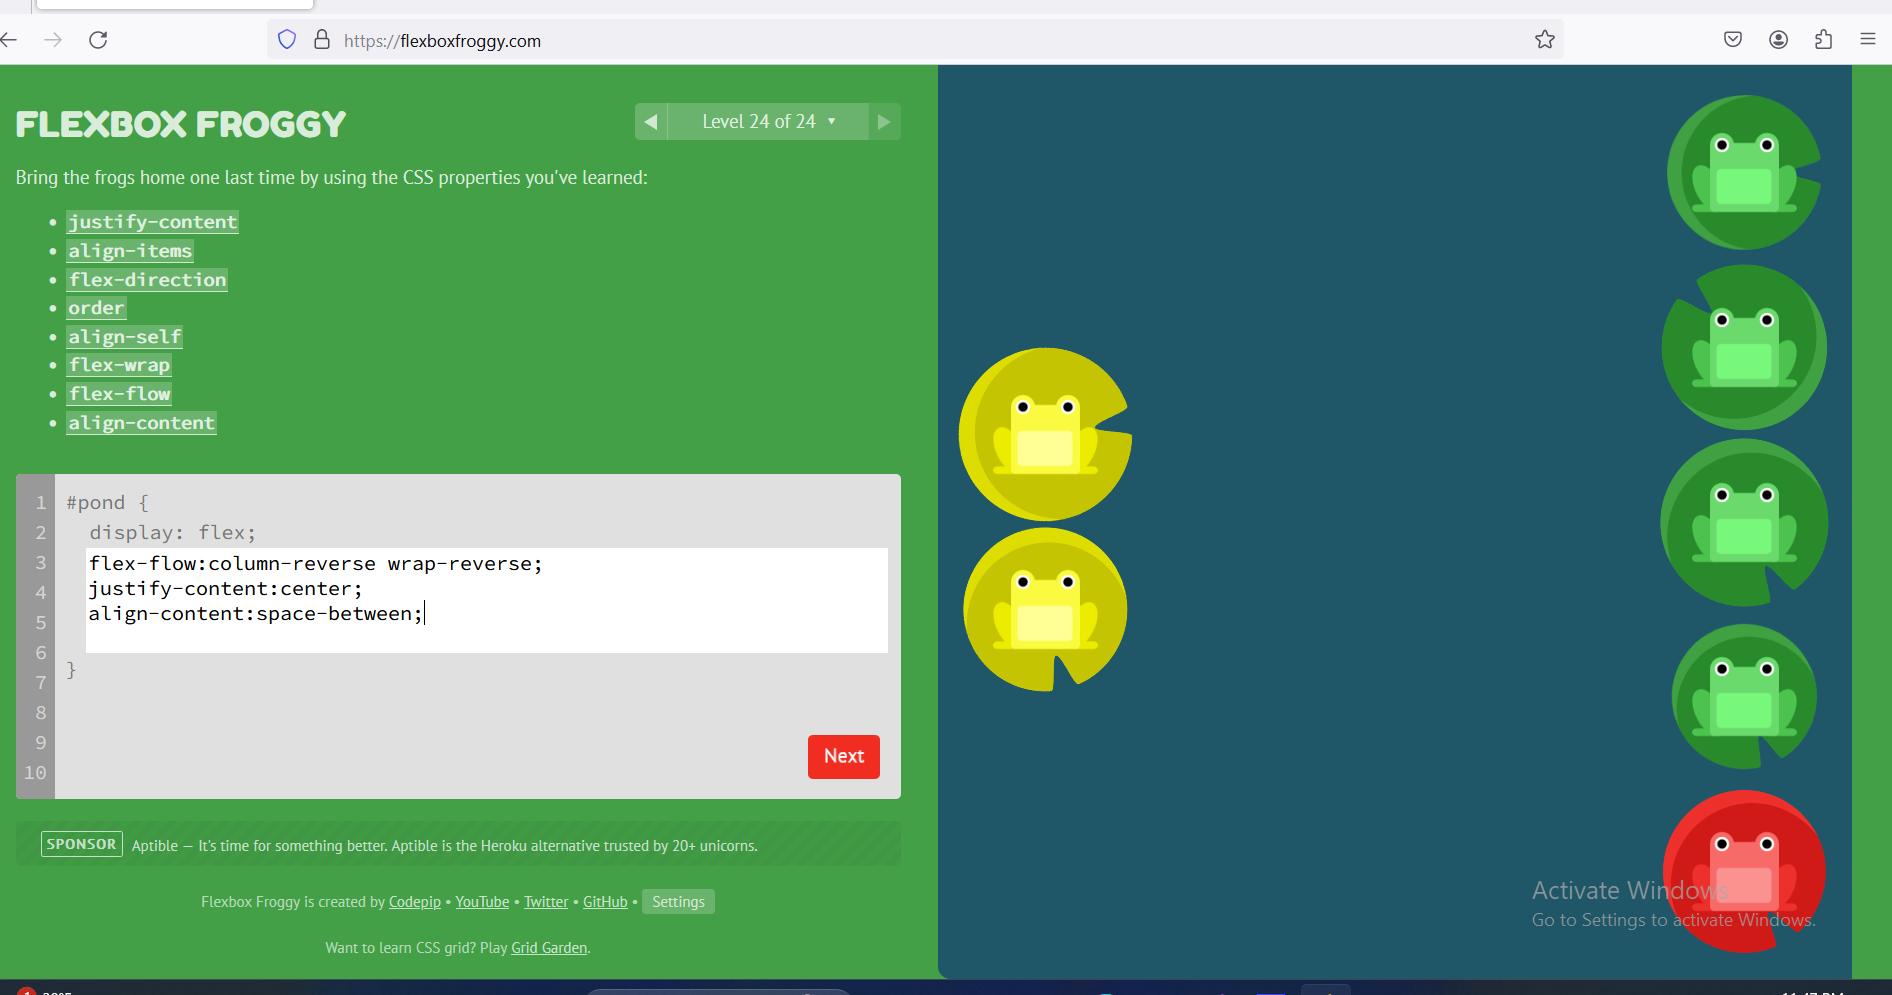 https://flexboxfroggy.com
FLEXBOX FROGGY
◀ Level 24 of 24 ▼ ▶
Bring the frogs home one last time by using the CSS properties you've learned:
• justify-content
• align-items
• flex-direction
• order
• align-self
• flex-wrap
• flex-flow
• align-content
1 #pond {
2 display: flex;
3 flex-flow:column-reverse wrap-reverse;
4 justify-content:center;
5 align-content:space-between;
6 }
7
8
9
10
Next
SPONSOR Aptible — It's time for something better. Aptible is the Heroku alternative trusted by 20+ unicorns.
Flexbox Froggy is created by Codepip • YouTube • Twitter • GitHub • Settings
Want to learn CSS grid? Play Grid Garden.
Activate Windows
Go to Settings to activate Windows.